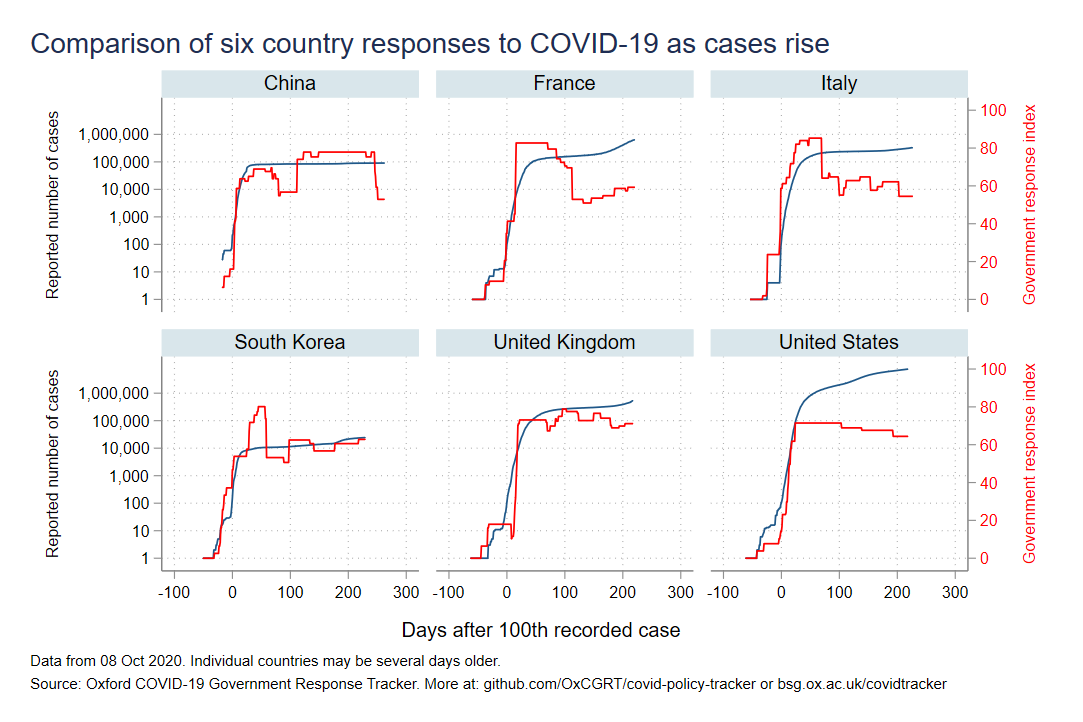 Comparison of six country responses to COVID-19 as cases rise
China
France
Italy
Reported number of cases
1,000,000
100,000
10,000
1,000
100
10
1
100
80
60
40
20
0
Government response index
South Korea
United Kingdom
United States
Reported number of cases
1,000,000
100,000
10,000
1,000
100
10
1
100
80
60
40
20
0
Government response index
-100 0 100 200 300 -100 0 100 200 300 -100 0 100 200 300
Days after 100th recorded case
Data from 08 Oct 2020. Individual countries may be several days older.
Source: Oxford COVID-19 Government Response Tracker. More at: github.com/OxCGRT/covid-policy-tracker or bsg.ox.ac.uk/covidtracker